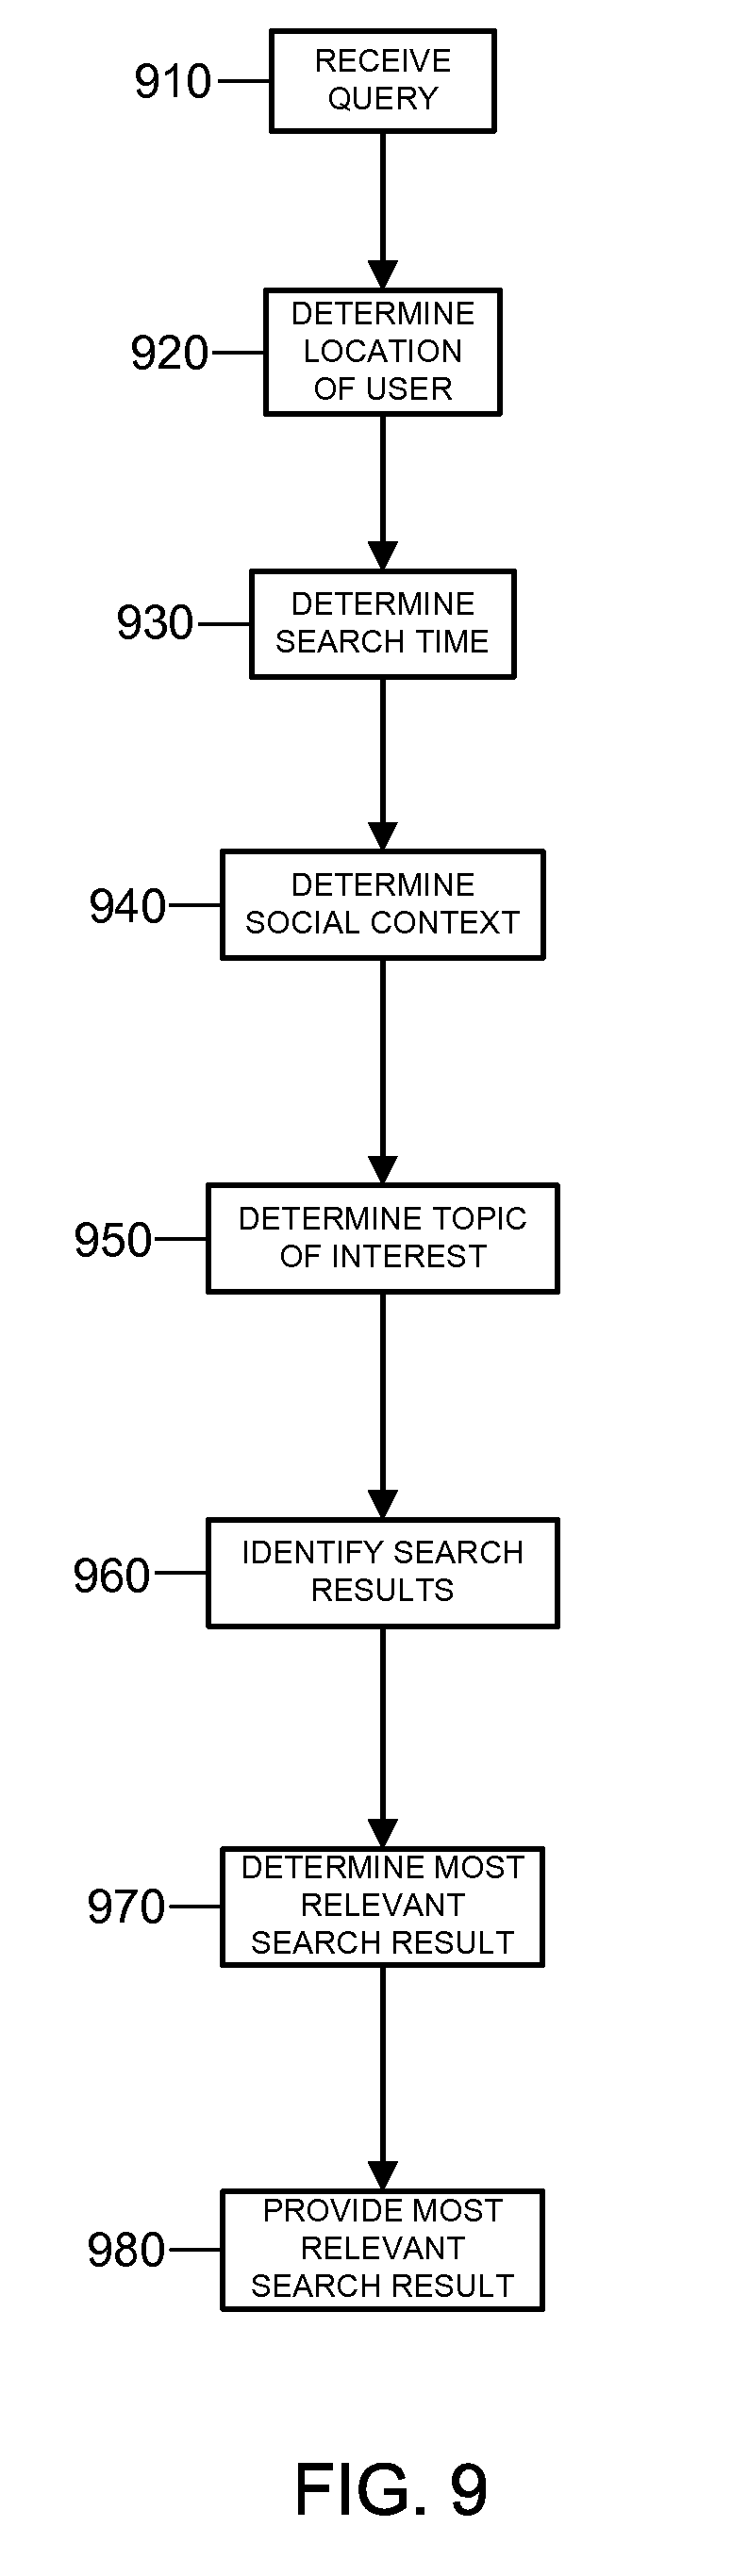 910
RECEIVE
QUERY
920
DETERMINE
LOCATION
OF USER
930
DETERMINE
SEARCH TIME
940
DETERMINE
SOCIAL CONTEXT
950
DETERMINE TOPIC
OF INTEREST
960
IDENTIFY SEARCH
RESULTS
970
DETERMINE MOST
RELEVANT
SEARCH RESULT
980
PROVIDE MOST
RELEVANT
SEARCH RESULT
FIG. 9